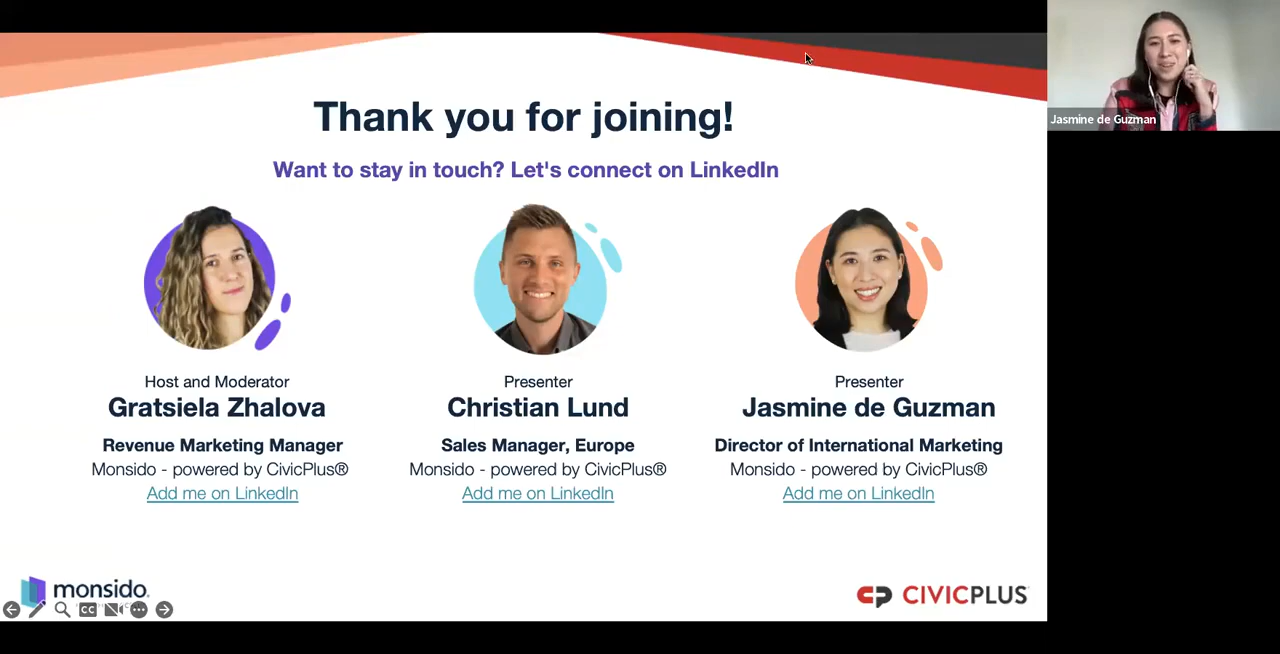 Thank you for joining!
Want to stay in touch? Let's connect on LinkedIn
Jasmine de Guzman
Host and Moderator
Gratsiela Zhalova
Revenue Marketing Manager
Monsido - powered by CivicPlus®
Add me on LinkedIn
Presenter
Christian Lund
Sales Manager, Europe
Monsido - powered by CivicPlus®
Add me on LinkedIn
Presenter
Jasmine de Guzman
Director of International Marketing
Monsido - powered by CivicPlus®
Add me on LinkedIn
monsido
CC
CP CIVICPLUS